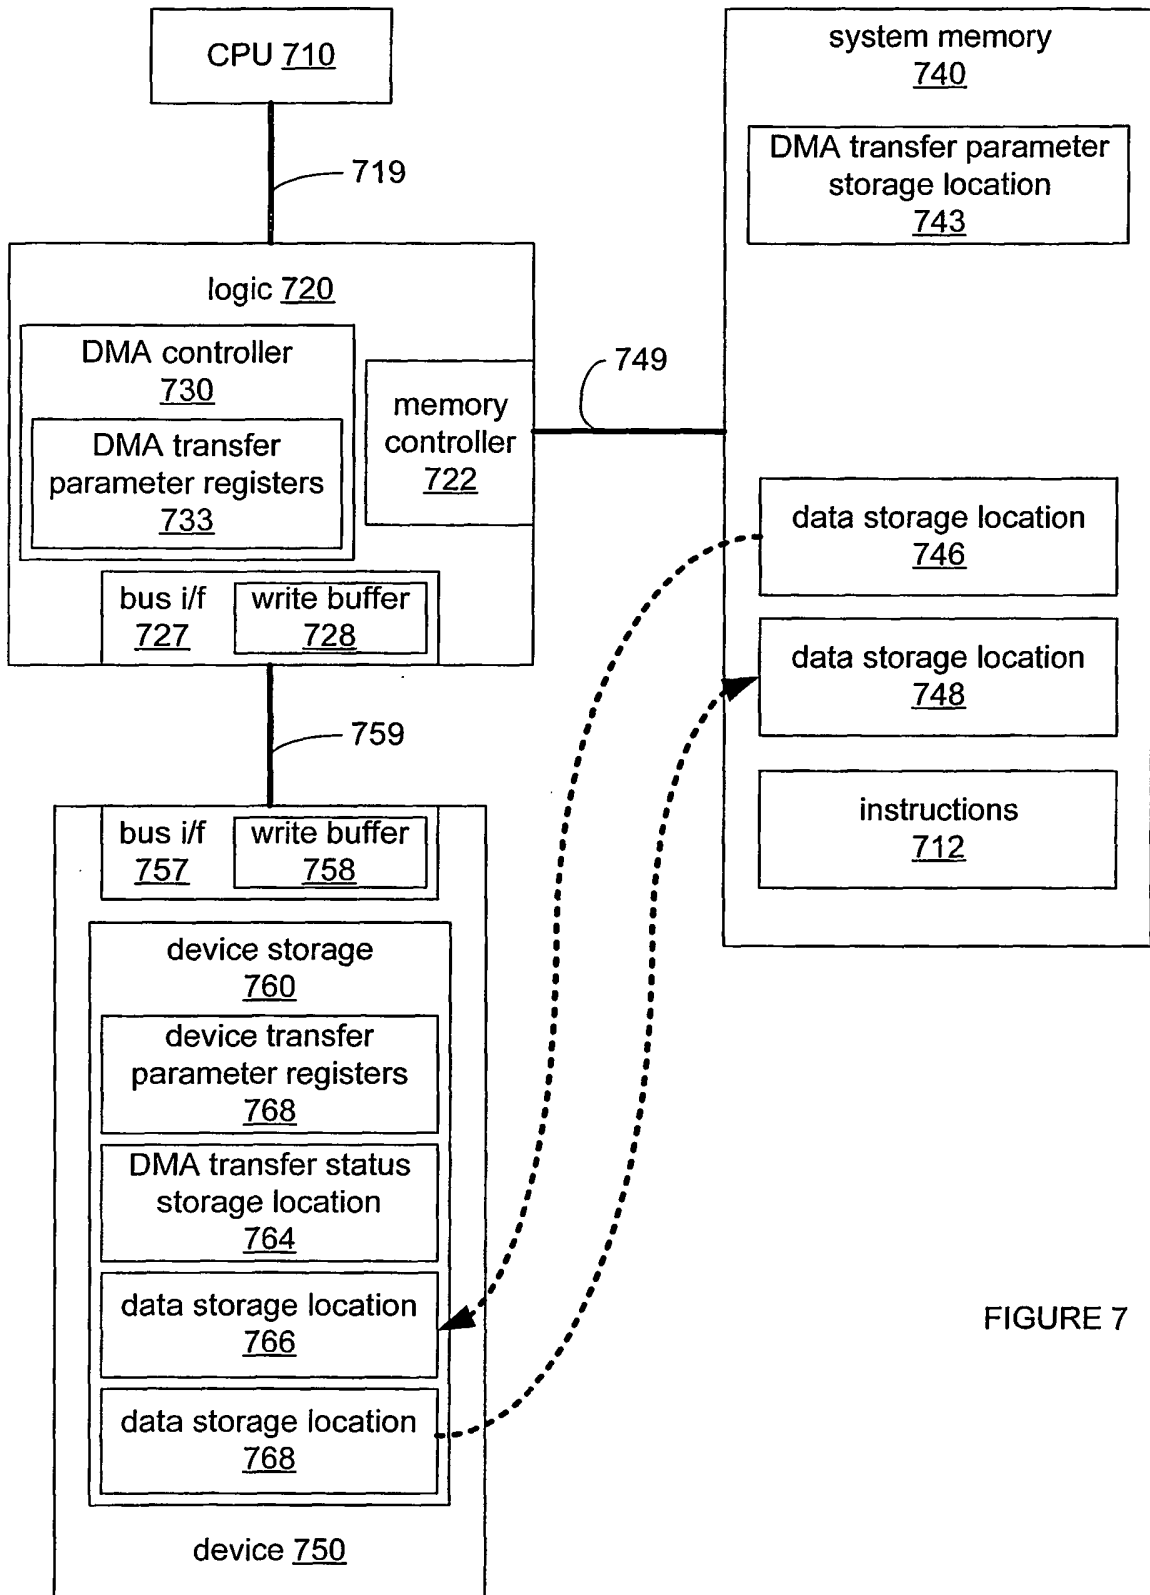 CPU 710
719
logic 720
DMA controller
730
DMA transfer
parameter registers
733
memory
controller
722
bus i/f
727
write buffer
728
749
system memory
740
DMA transfer parameter
storage location
743
data storage location
746
data storage location
748
instructions
712
759
bus i/f
757
write buffer
758
device storage
760
device transfer
parameter registers
768
DMA transfer status
storage location
764
data storage location
766
data storage location
768
device 750
FIGURE 7